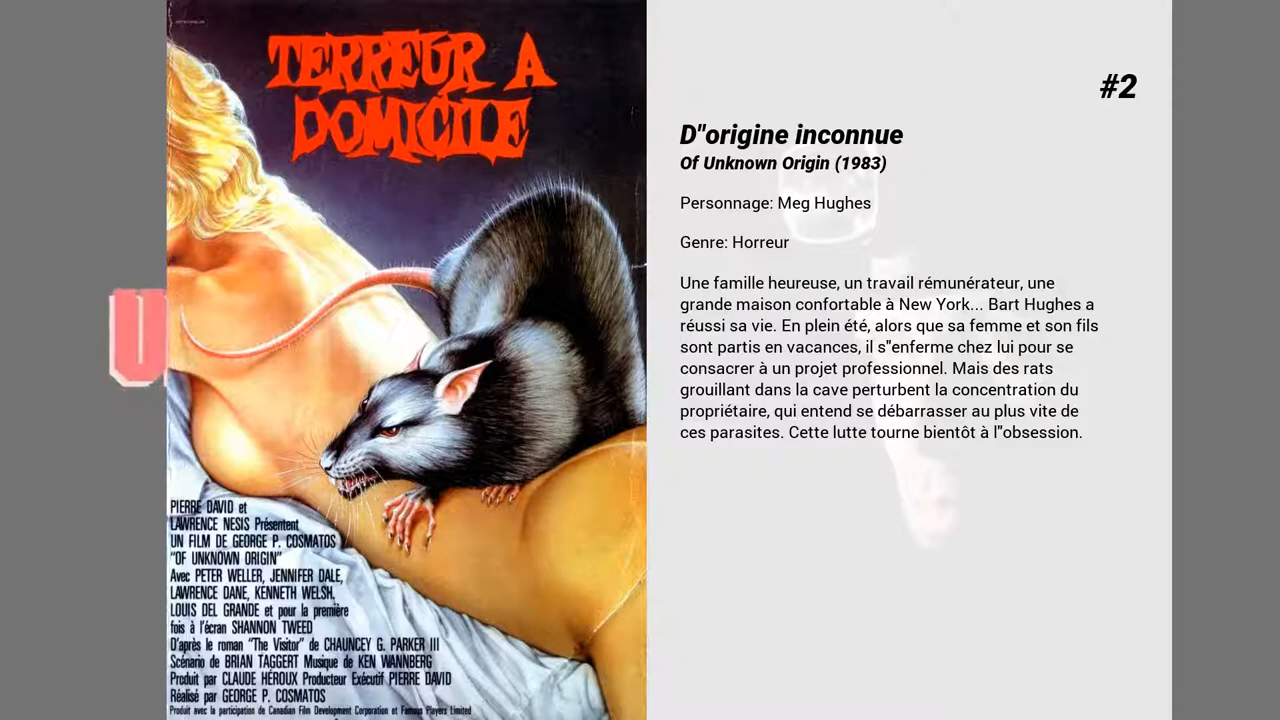 TERREUR A
DOMICILE
#2
D"origine inconnue
Of Unknown Origin (1983)
Personnage: Meg Hughes
Genre: Horreur
Une famille heureuse, un travail rémunérateur, une
grande maison confortable à New York... Bart Hughes a
réussi sa vie. En plein été, alors que sa femme et son fils
sont partis en vacances, il s"enferme chez lui pour se
consacrer à un projet professionnel. Mais des rats
grouillant dans la cave perturbent la concentration du
propriétaire, qui entend se débarrasser au plus vite de
ces parasites. Cette lutte tourne bientôt à l"obsession.
U
PIERRE DAVID et
LAWRENCE NESIS Présentent
UN FILM DE GEORGE P. COSMATOS
"OF UNKNOWN ORIGIN"
Avec PETER WELLER, JENNIFER DALE,
LAWRENCE DANE, KENNETH WELSH.
LOUIS DEL GRANDE et pour la première
fois à l'écran SHANNON TWEED
D'après le roman "The Visitor" de CHAUNCEY G. PARKER III
Scénario de BRIAN TAGGERT Musique de KEN WANNBERG
Produit par CLAUDE HÉROUX Producteur Exécutif PIERRE DAVID
Réalisé par GEORGE P. COSMATOS
Produit avec la participation de Canadian Film Development Corporation et Famous Players Limited